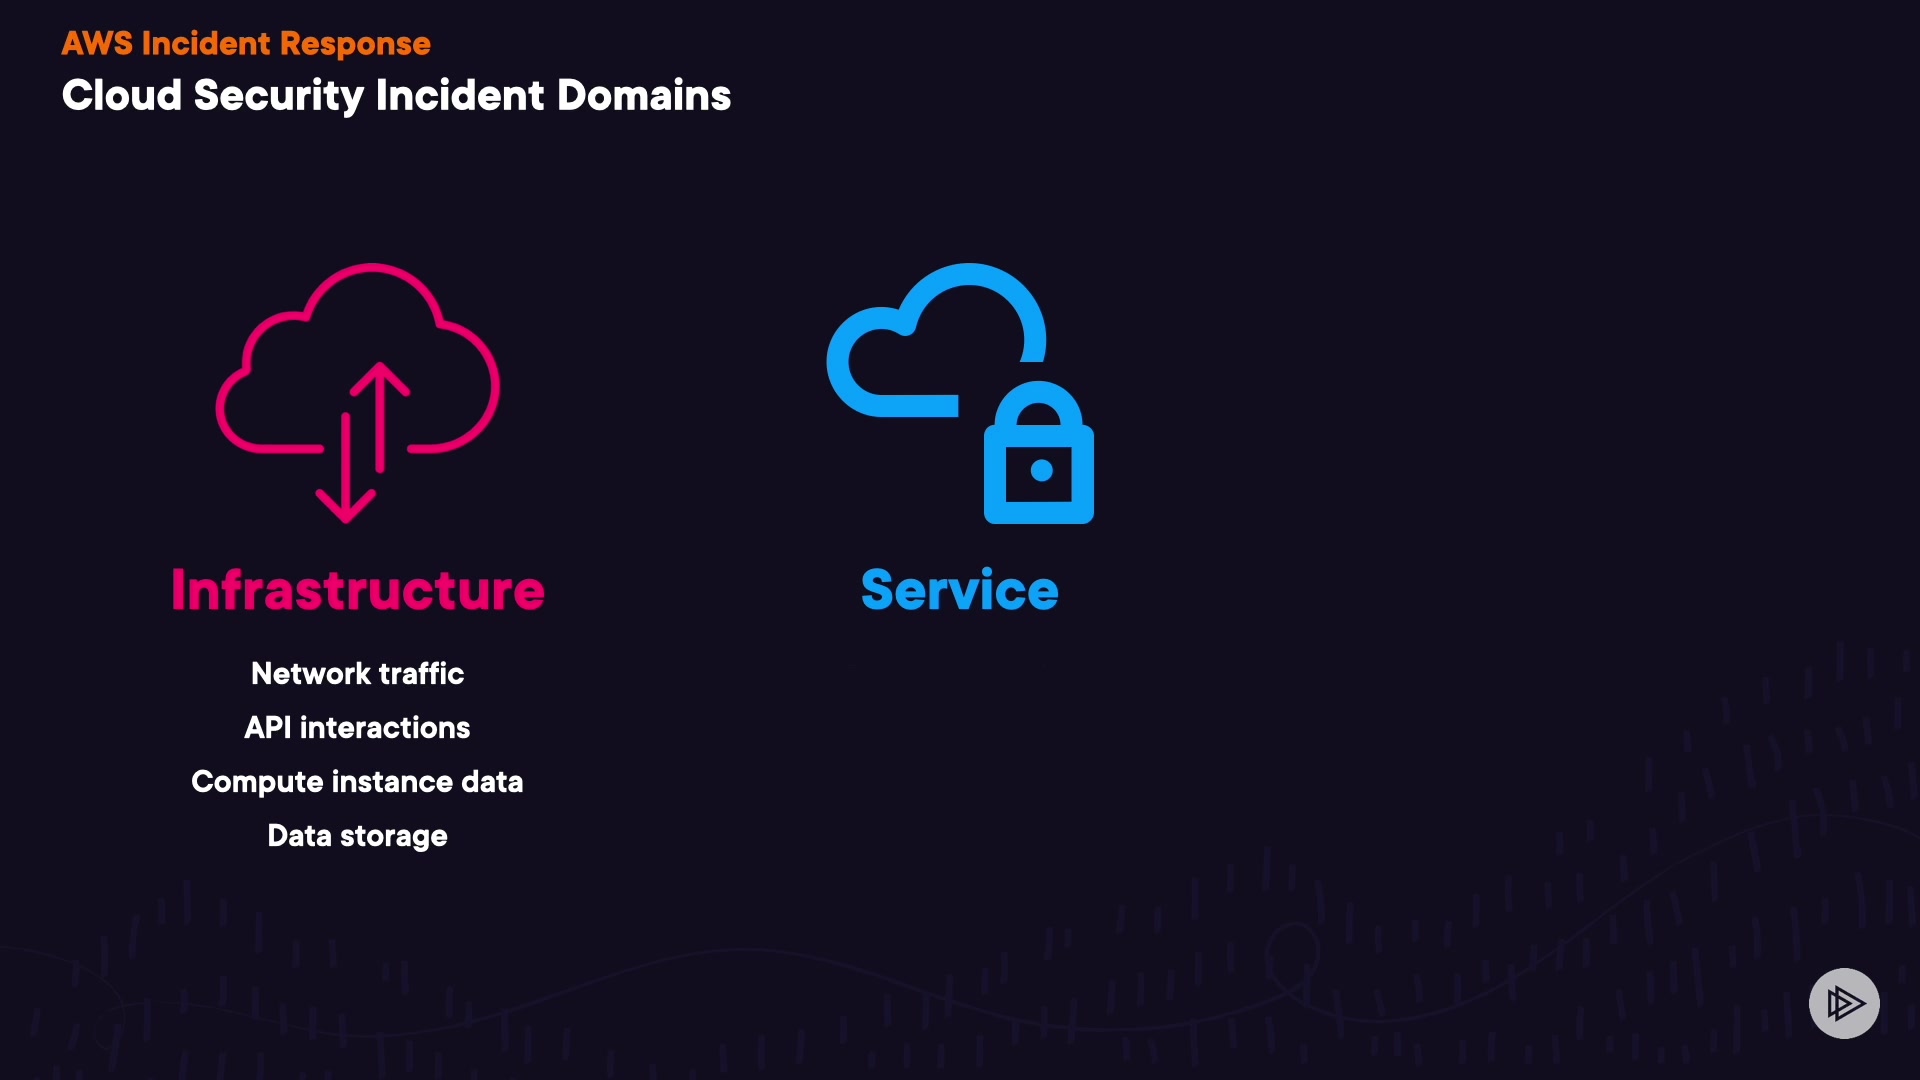 AWS Incident Response
Cloud Security Incident Domains
Infrastructure
Network traffic
API interactions
Compute instance data
Data storage
Service